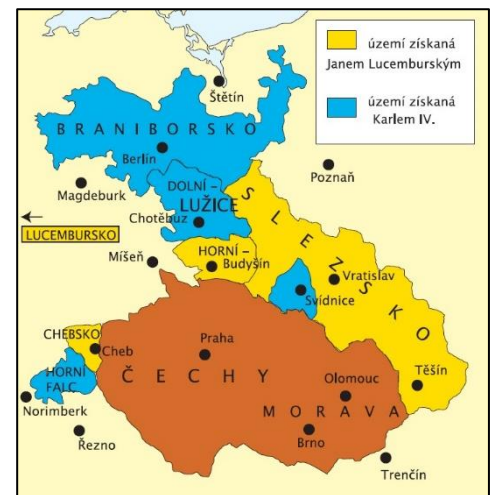 území získaná
Janem Lucemburským
území získaná
Karlem IV.
Štětín
BRANIBORSKO
Berlín
Poznaň
Magdeburk
DOLNÍ –
LUŽICE
Chotěbuz
SLEZSKO
LUCEMBURSKO
Míšeň
HORNÍ –
Budyšín
Vratislav
Svídnice
CHEBSKO
Cheb
Praha
HORNÍ
FALC
ČECHY
Olomouc
Těšín
Norimberk
MORAVA
Řezno
Brno
Trenčín